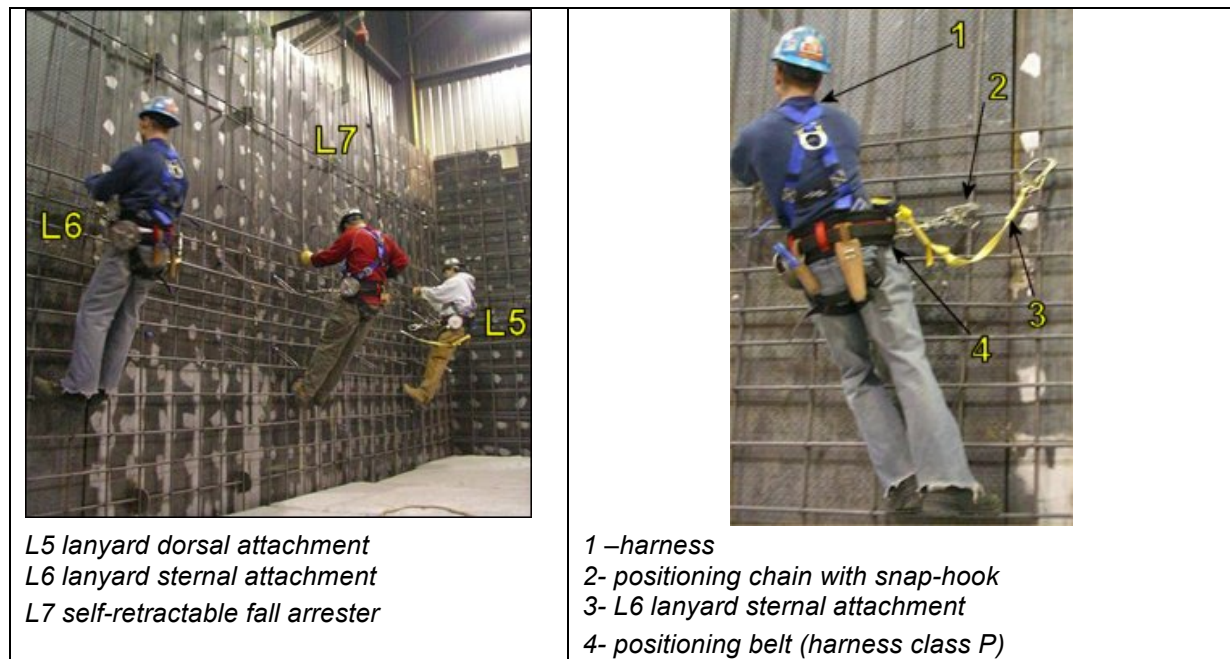 L7
L6
L5
L5 lanyard dorsal attachment
L6 lanyard sternal attachment
L7 self-retractable fall arrester
1
2
3
4
1 –harness
2- positioning chain with snap-hook
3- L6 lanyard sternal attachment
4- positioning belt (harness class P)